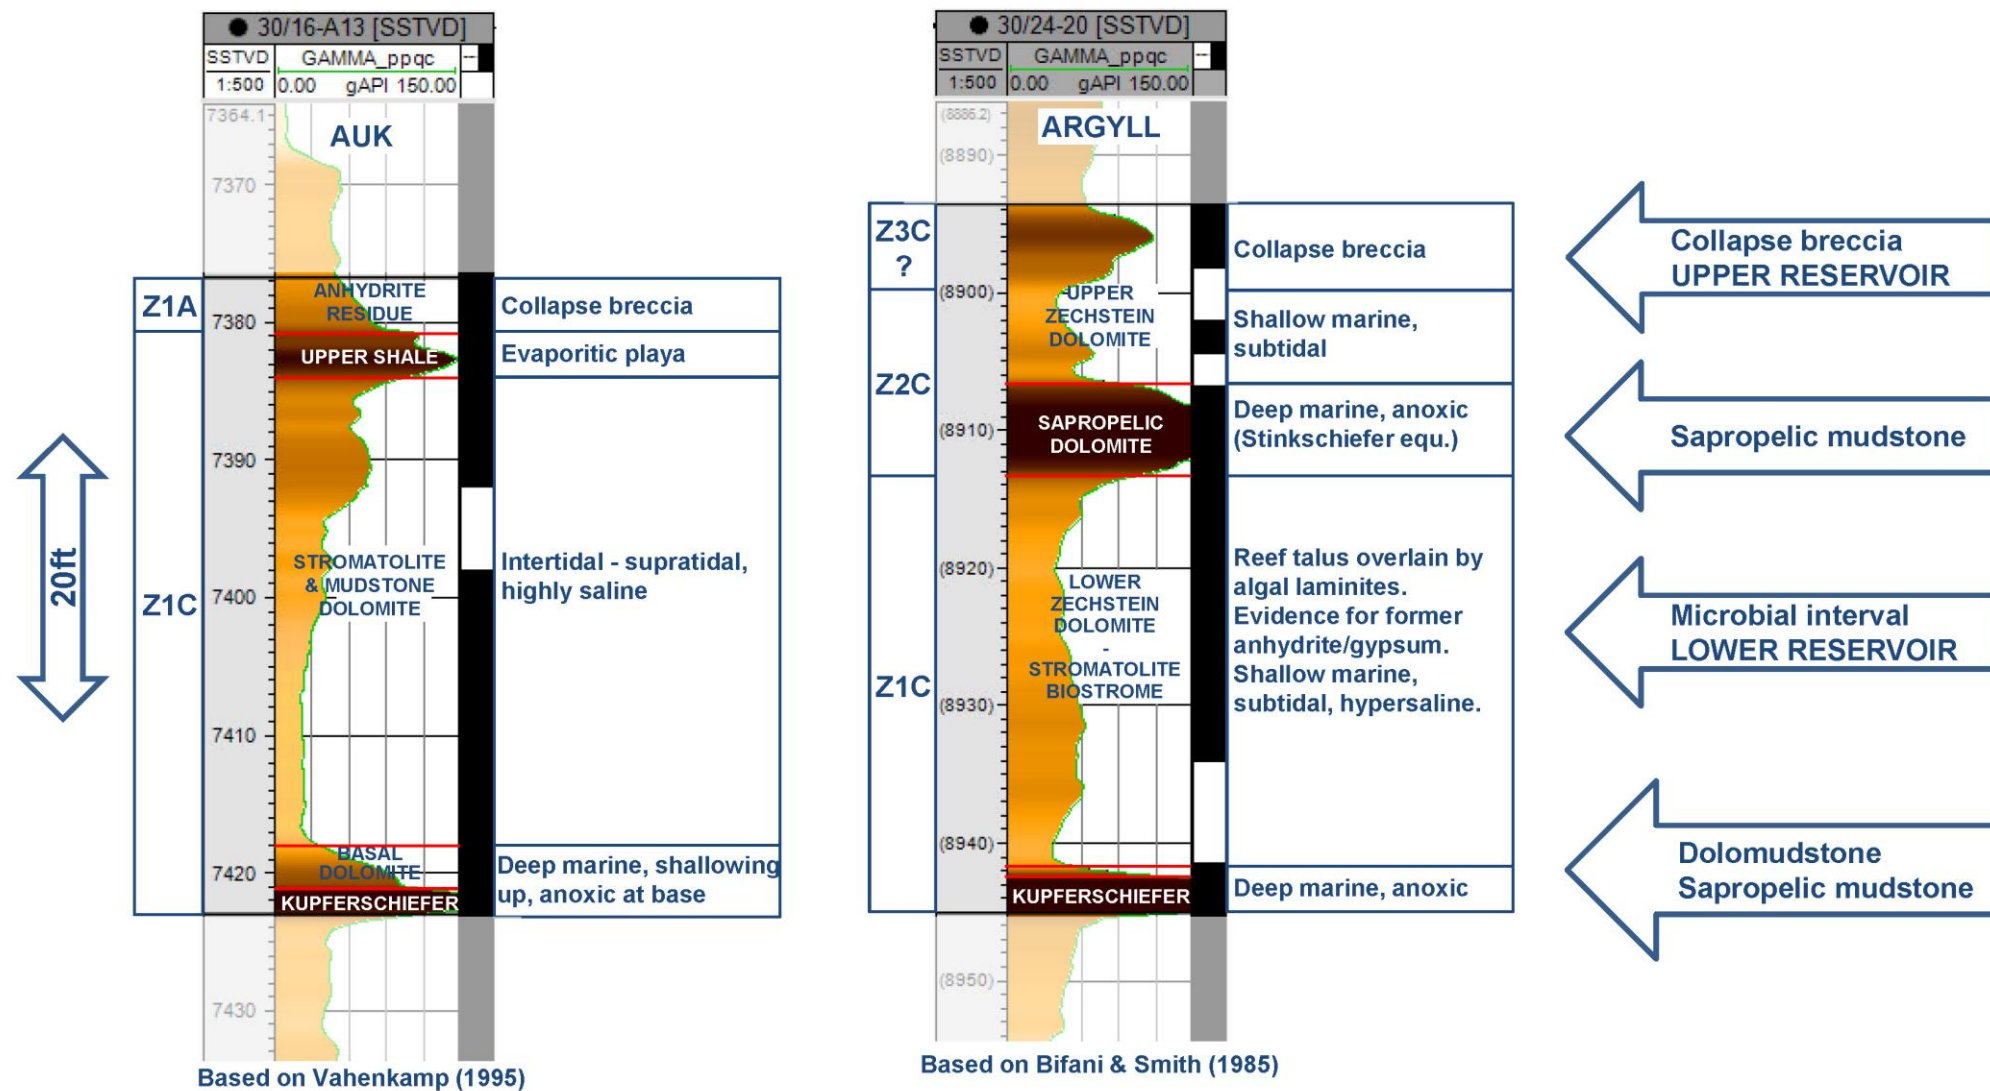 ● 30/16-A13 [SSTVD]
SSTVD GAMMA_ppqc ---
1:500 0.00 gAPI 150.00
7364.1
AUK
7370
Z1A
ANHYDRITE
RESIDUE
Collapse breccia
7380
UPPER SHALE
Evaporitic playa
7390
20ft
Z1C
STROMATOLITE
& MUDSTONE
DOLOMITE
Intertidal - supratidal,
highly saline
7400
7410
BASAL
DOLOMITE
7420
KUPFERSCHIEFER
Deep marine, shallowing
up, anoxic at base
7430
Based on Vahenkamp (1995)
● 30/24-20 [SSTVD]
SSTVD GAMMA_ppqc ---
1:500 0.00 gAPI 150.00
(8886.2)
ARGYLL
(8890)
Z3C
?
Collapse breccia
(8900)
UPPER
ZECHSTEIN
DOLOMITE
Shallow marine,
subtidal
Z2C
(8910)
SAPROPELIC
DOLOMITE
Deep marine, anoxic
(Stinkschiefer equ.)
(8920)
Z1C
LOWER
ZECHSTEIN
DOLOMITE
-
STROMATOLITE
BIOSTROME
Reef talus overlain by
algal laminites.
Evidence for former
anhydrite/gypsum.
Shallow marine,
subtidal, hypersaline.
(8930)
(8940)
KUPFERSCHIEFER
Deep marine, anoxic
(8950)
Based on Bifani & Smith (1985)
Collapse breccia
UPPER RESERVOIR
Sapropelic mudstone
Microbial interval
LOWER RESERVOIR
Dolomudstone
Sapropelic mudstone